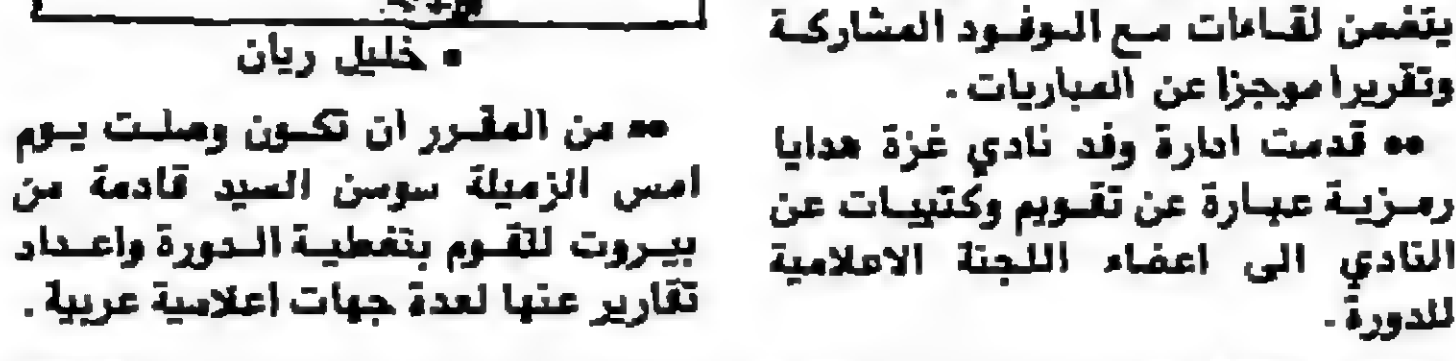 يتضمن لقاءات مع الوفود المشاركة
وتقريرا موجزا عن المباريات .
●● قدمت ادارة وفد نادي غزة هدايا
رمزية عبارة عن تقويم وكتيبات عن
النادي الى اعضاء اللجنة الاعلامية
للدورة .
● خليل ريان
●● من المقرر ان تكون وصلت يوم
امس الزميلة سوسن السيد قادمة من
بيروت للقوم بتغطية الدورة واعداد
تقارير عنها لعدة جهات اعلامية عربية .